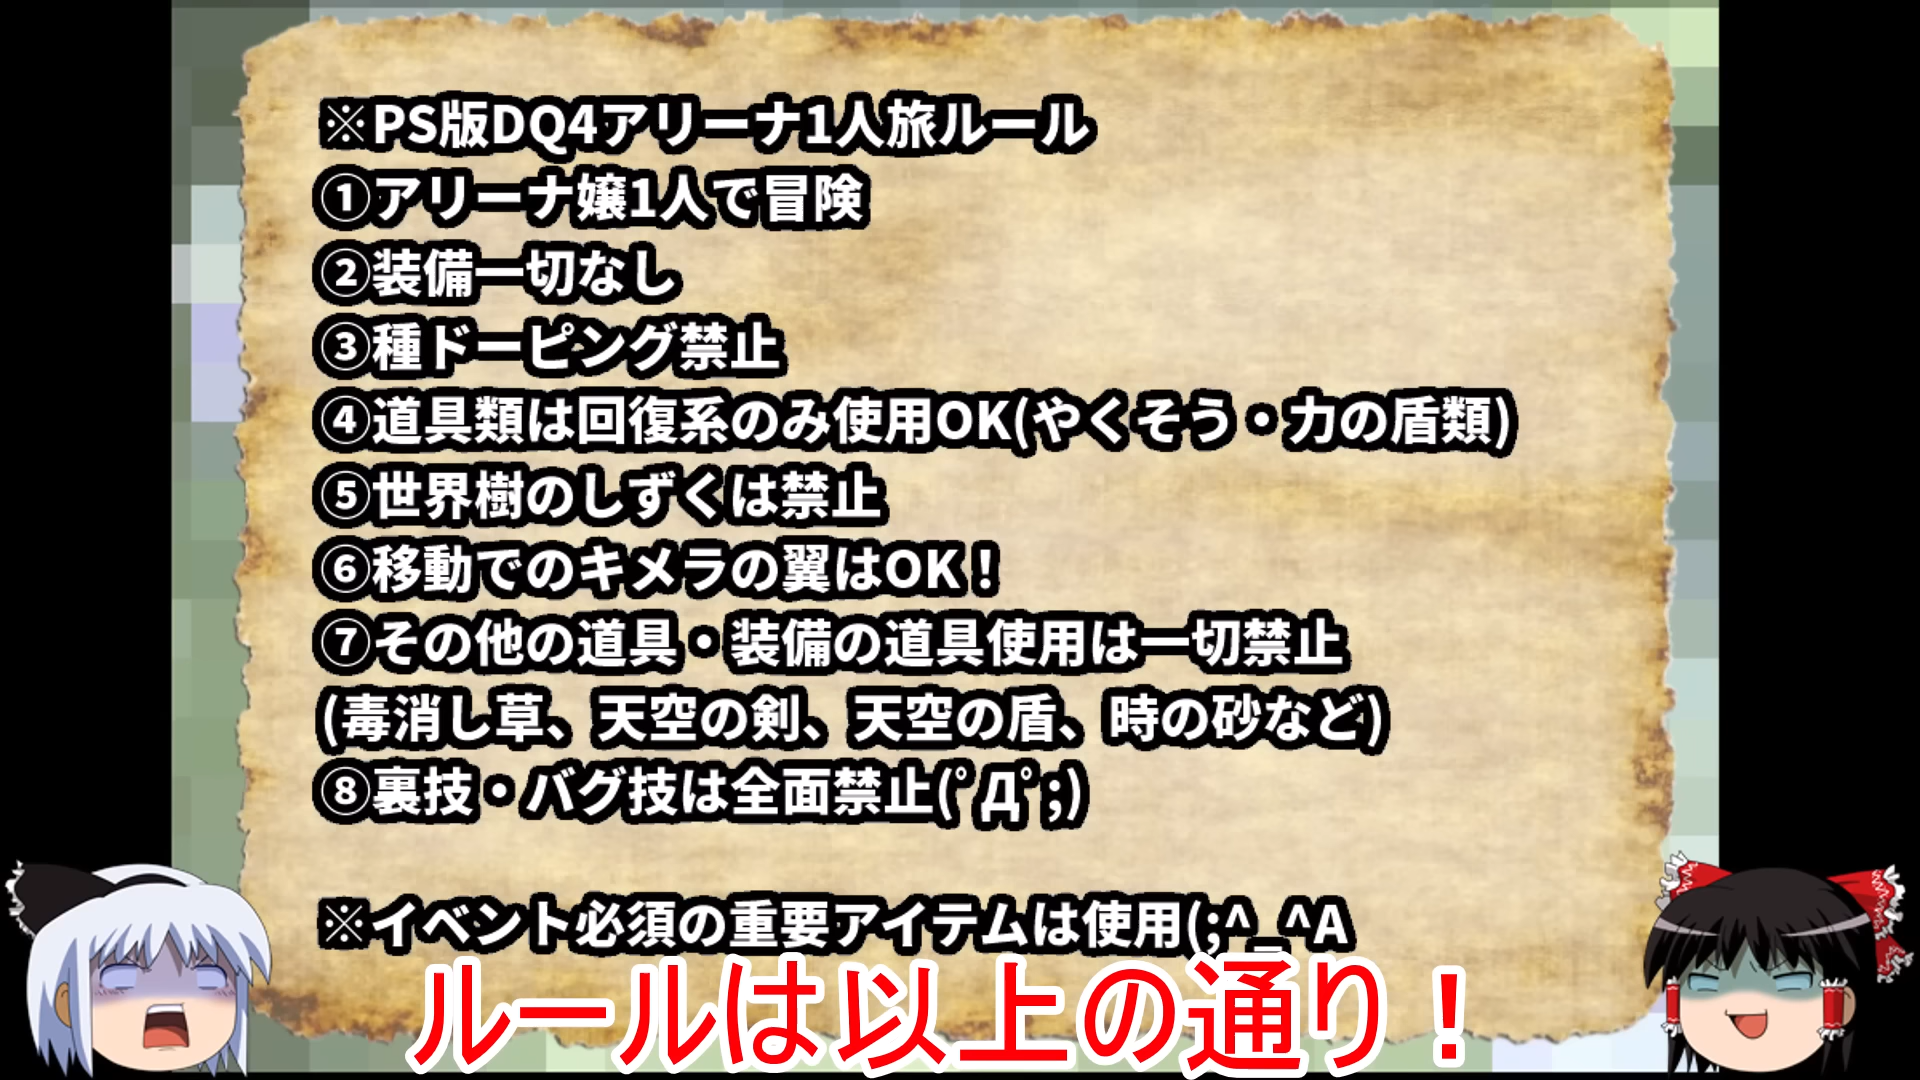 ※PS版DQ4アリーナ1人旅ルール
①アリーナ嬢1人で冒険
②装備一切なし
③種ドーピング禁止
④道具類は回復系のみ使用OK(やくそう・力の盾類)
⑤世界樹のしずくは禁止
⑥移動でのキメラの翼はOK！
⑦その他の道具・装備の道具使用は一切禁止
(毒消し草、天空の剣、天空の盾、時の砂など)
⑧裏技・バグ技は全面禁止(ﾟДﾟ;)
※イベント必須の重要アイテムは使用(;^_^A
ルールは以上の通り！